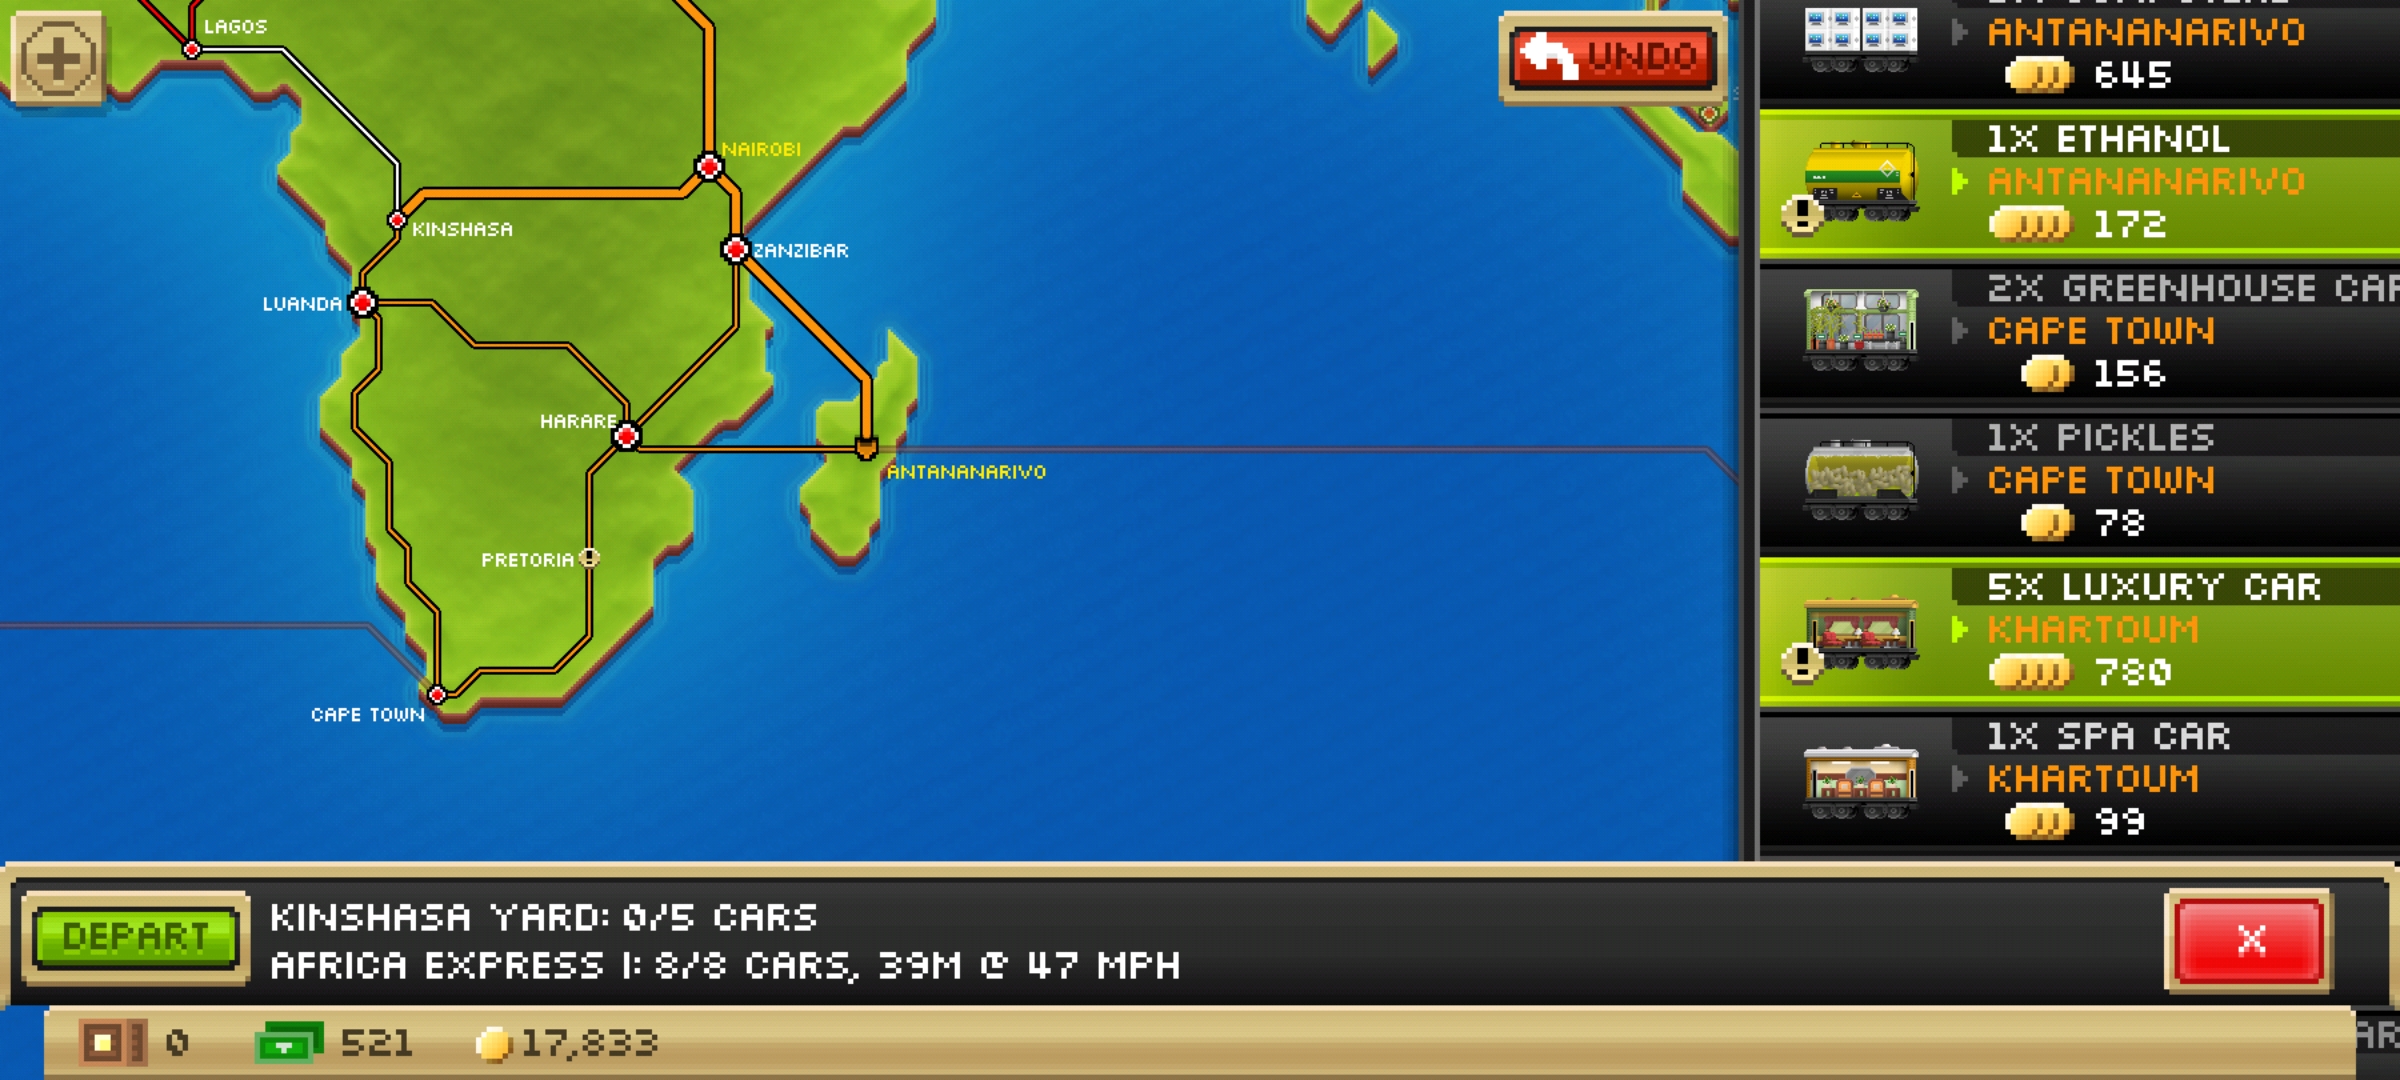 LAGOS
NAIROBI
KINSHASA
ZANZIBAR
LUANDA
HARARE
ANTANANARIVO
PRETORIA
CAPE TOWN
UNDO
ANTANANARIVO
645
1X ETHANOL
ANTANANARIVO
172
2X GREENHOUSE CAR
CAPE TOWN
156
1X PICKLES
CAPE TOWN
78
5X LUXURY CAR
KHARTOUM
780
1X SPA CAR
KHARTOUM
99
DEPART
KINSHASA YARD: 0/5 CARS
AFRICA EXPRESS I: 8/8 CARS, 39M @ 47 MPH
X
0
521
17,833